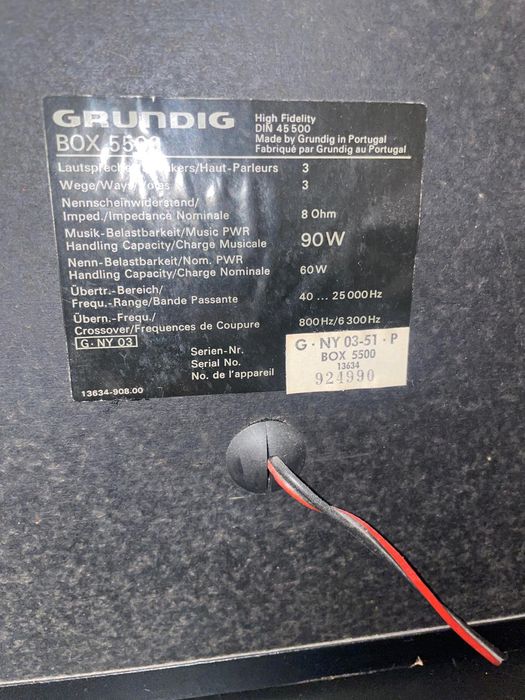 GRUNDIG
BOX 5500
High Fidelity
DIN 45 500
Made by Grundig in Portugal
Fabriqué par Grundig au Portugal
/Haut-Parleurs 3
Wege/Ways/ 3
Nennscheinwiderstand/
Imped./Impedance Nominale 8 Ohm
Musik-Belastbarkeit/Music PWR
Handling Capacity/Charge Musicale 90W
Nenn-Belastbarkeit/Nom. PWR
Handling Capacity/Charge Nominale 60W
Übertr.-Bereich/
Frequ.-Range/Bande Passante 40 ... 25 000 Hz
Übern.-Frequ./
Crossover/Frequences de Coupure 800 Hz/6 300 Hz
G·NY 03
Serien-Nr.
Serial No.
No. de l'appareil
G · NY 03-51 · P
BOX 5500
13634
924990
13634-908.00